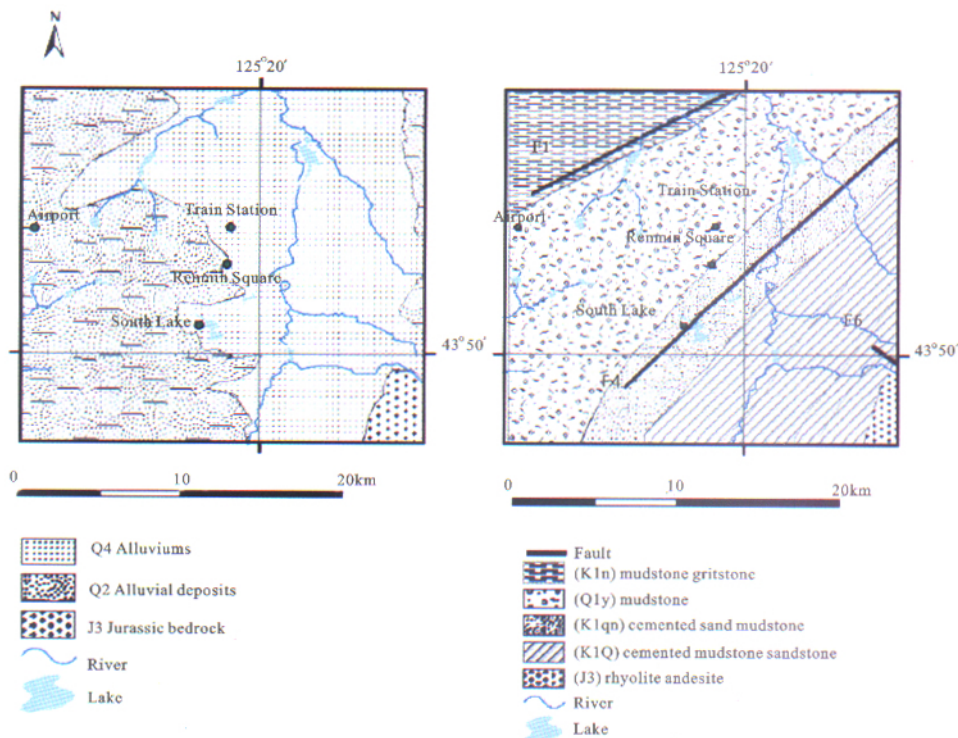 N
125°20'
125°20'
Airport
Train Station
Renmin Square
South Lake
43°50'
F1
Train Station
Airport
Renmin Square
South Lake
F6
F4
43°50'
0 10 20km
0 10 20km
Q4 Alluviums
Q2 Alluvial deposits
J3 Jurassic bedrock
River
Lake
Fault
(K1n) mudstone gritstone
(Q1y) mudstone
(K1qn) cemented sand mudstone
(K1Q) cemented mudstone sandstone
(J3) rhyolite andesite
River
Lake